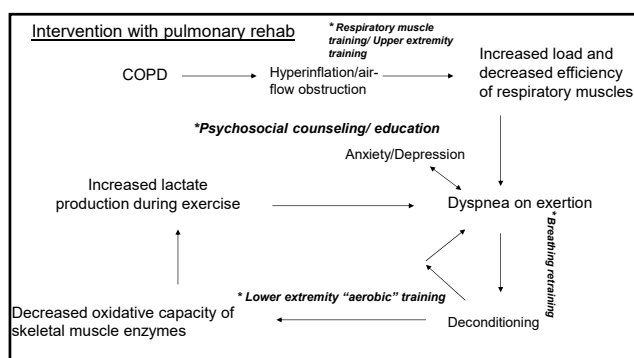 Intervention with pulmonary rehab
* Respiratory muscle
training/ Upper extremity
training
COPD
Hyperinflation/air-
flow obstruction
Increased load and
decreased efficiency
of respiratory muscles
*Psychosocial counseling/ education
Anxiety/Depression
Increased lactate
production during exercise
Dyspnea on exertion
* Breathing retraining
* Lower extremity “aerobic” training
Decreased oxidative capacity of
skeletal muscle enzymes
Deconditioning